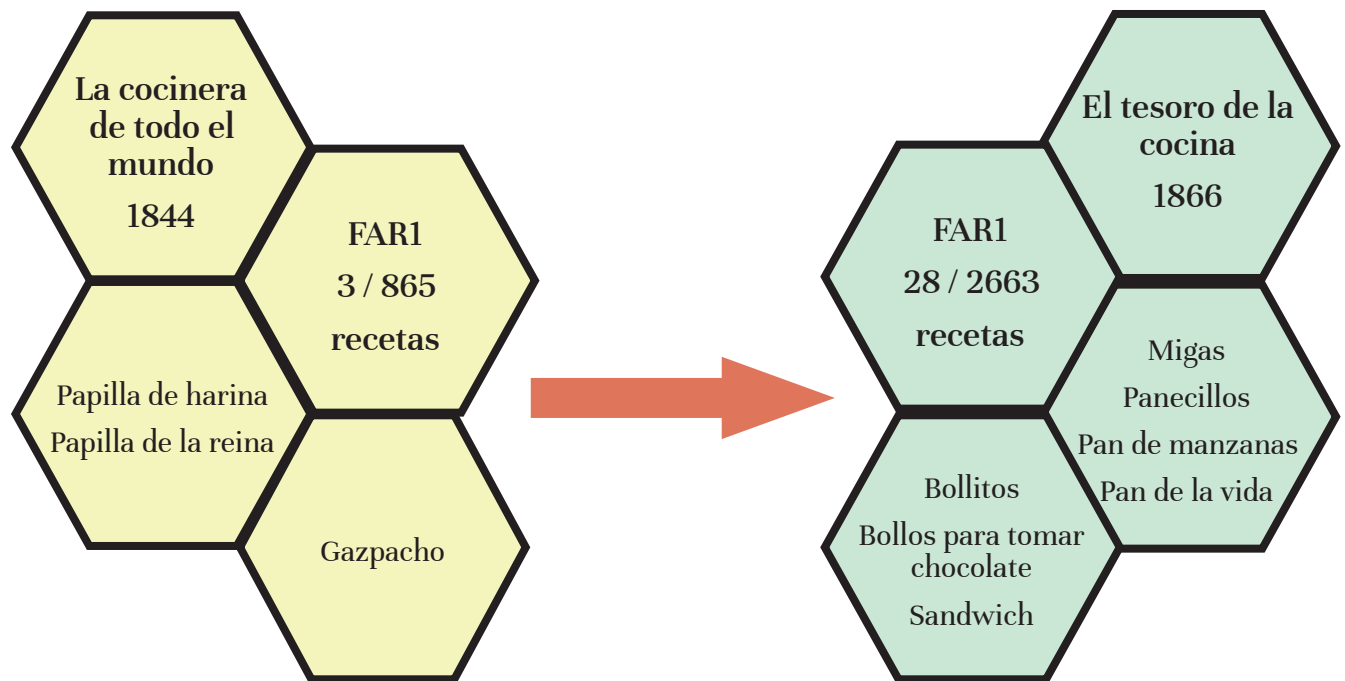 La cocinera
de todo el
mundo
1844
FAR1
3 / 865
recetas
Papilla de harina
Papilla de la reina
Gazpacho
El tesoro de la
cocina
1866
FAR1
28 / 2663
recetas
Migas
Panecillos
Pan de manzanas
Pan de la vida
Bollitos
Bollos para tomar
chocolate
Sandwich